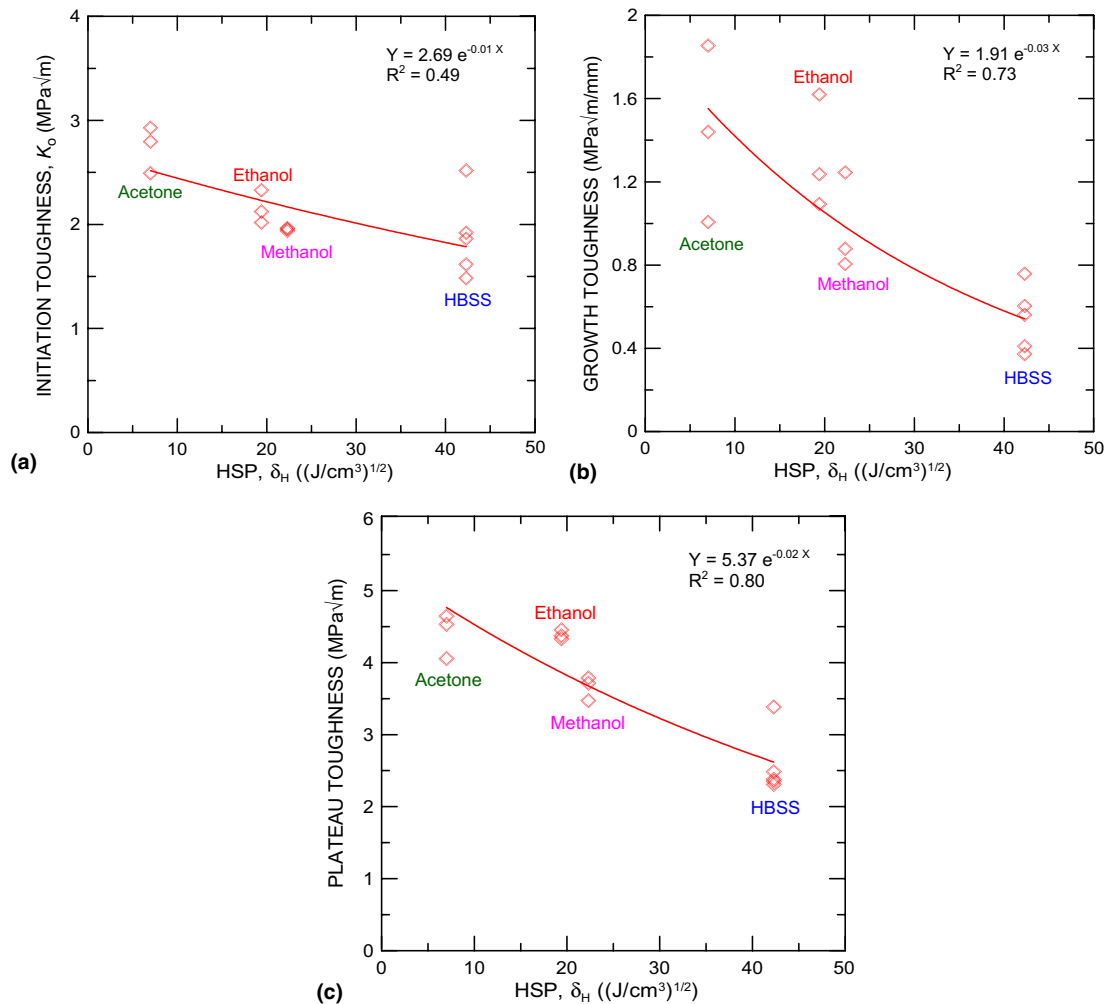 4
3
2
1
0
0
10
20
30
40
50
INITIATION TOUGHNESS, Kₒ (MPa√m)
HSP, δ_H ((J/cm³)^1/2)
Y = 2.69 e^-0.01 X
R² = 0.49
Acetone
Ethanol
Methanol
HBSS
(a)
2
1.6
1.2
0.8
0.4
0
0
10
20
30
40
50
GROWTH TOUGHNESS (MPa√m/mm)
HSP, δ_H ((J/cm³)^1/2)
Y = 1.91 e^-0.03 X
R² = 0.73
Ethanol
Acetone
Methanol
HBSS
(b)
6
5
4
3
2
1
0
0
10
20
30
40
50
PLATEAU TOUGHNESS (MPa√m)
HSP, δ_H ((J/cm³)^1/2)
Y = 5.37 e^-0.02 X
R² = 0.80
Ethanol
Acetone
Methanol
HBSS
(c)